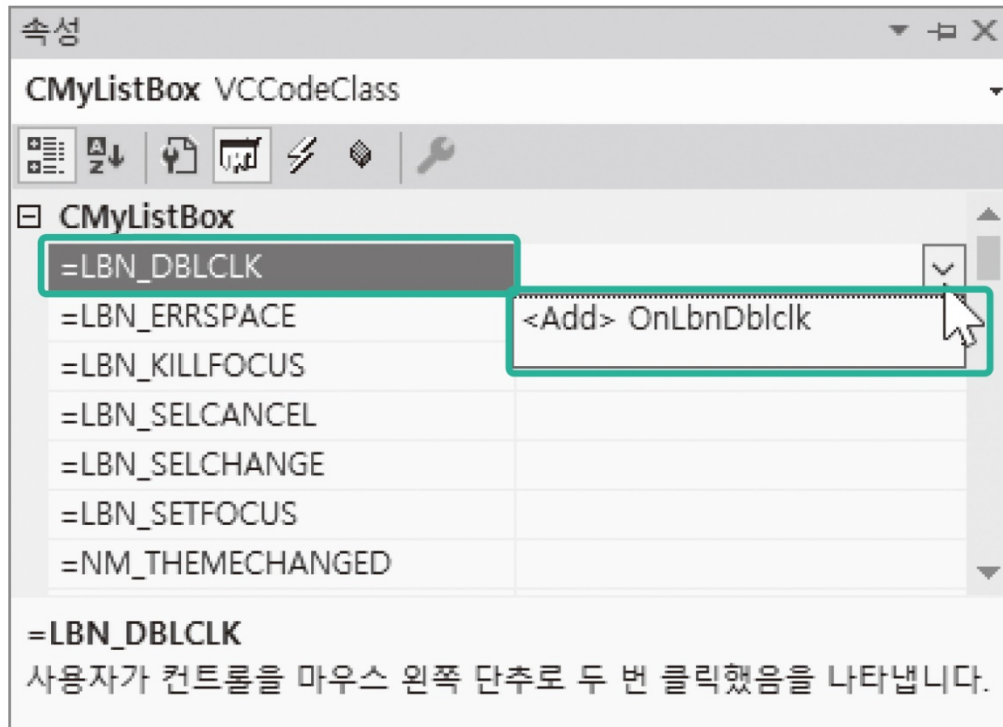 속성
CMyListBox VCCodeClass
CMyListBox
=LBN_DBLCLK
=LBN_ERRSPACE
<Add> OnLbnDblclk
=LBN_KILLFOCUS
=LBN_SELCANCEL
=LBN_SELCHANGE
=LBN_SETFOCUS
=NM_THEMECHANGED
=LBN_DBLCLK
사용자가 컨트롤을 마우스 왼쪽 단추로 두 번 클릭했음을 나타냅니다.